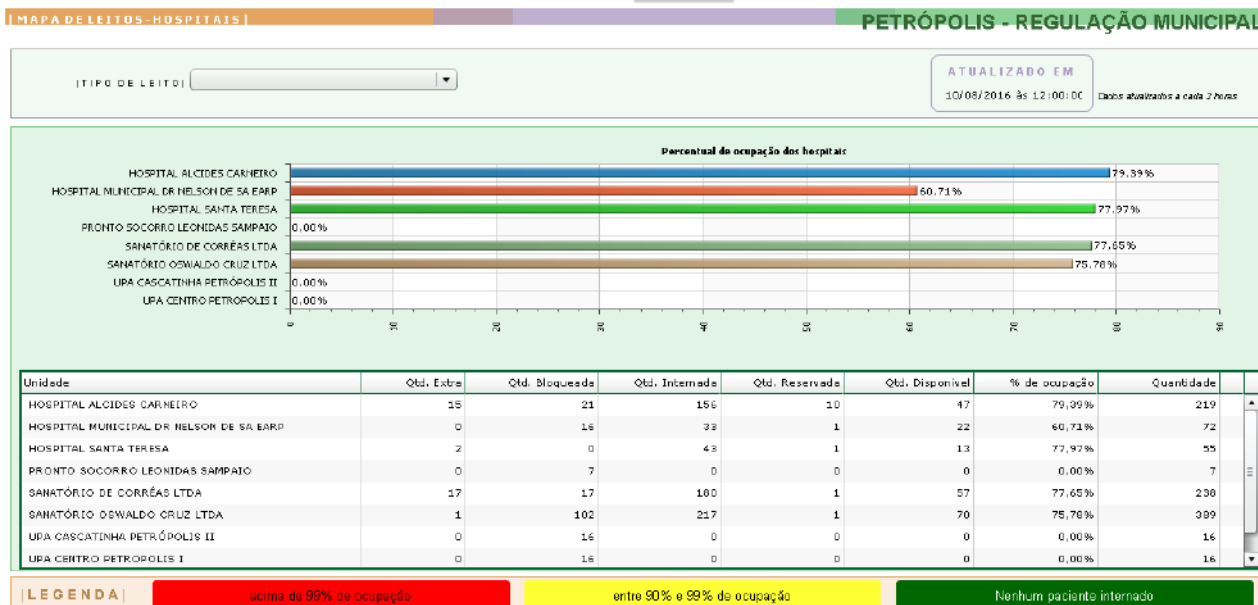 |MAPA DE LEITOS-HOSPITAIS|
PETRÓPOLIS - REGULAÇÃO MUNICIPAL
|TIPO DE LEITO|
ATUALIZADO EM
10/08/2016 às 12:00:00 Dados atualizados a cada 2 horas
Percentual de ocupação dos hospitais
HOSPITAL ALCIDES CARNEIRO 79.39%
HOSPITAL MUNICIPAL DR NELSON DE SA EARP 60.71%
HOSPITAL SANTA TERESA 77.97%
PRONTO SOCORRO LEONIDAS SAMPAIO 0.00%
SANATÓRIO DE CORRÊAS LTDA 77.65%
SANATÓRIO OSWALDO CRUZ LTDA 75.78%
UPA CASCATINHA PETRÓPOLIS II 0.00%
UPA CENTRO PETROPOLIS I 0.00%
0 10 20 30 40 50 60 70 80 90
Unidade Qtd. Extra Qtd. Bloqueada Qtd. Internada Qtd. Reservada Qtd. Disponivel % de ocupação Quantidade
HOSPITAL ALCIDES CARNEIRO 15 21 156 10 47 79,39% 219
HOSPITAL MUNICIPAL DR NELSON DE SA EARP 0 16 33 1 22 60,71% 72
HOSPITAL SANTA TERESA 2 0 43 1 13 77,97% 55
PRONTO SOCORRO LEONIDAS SAMPAIO 0 7 0 0 0 0,00% 7
SANATÓRIO DE CORRÊAS LTDA 17 17 180 1 57 77,65% 238
SANATÓRIO OSWALDO CRUZ LTDA 1 102 217 1 70 75,78% 389
UPA CASCATINHA PETRÓPOLIS II 0 16 0 0 0 0,00% 16
UPA CENTRO PETROPOLIS I 0 16 0 0 0 0,00% 16
|LEGENDA| acima de 99% de ocupação entre 90% e 99% de ocupação Nenhum paciente internado